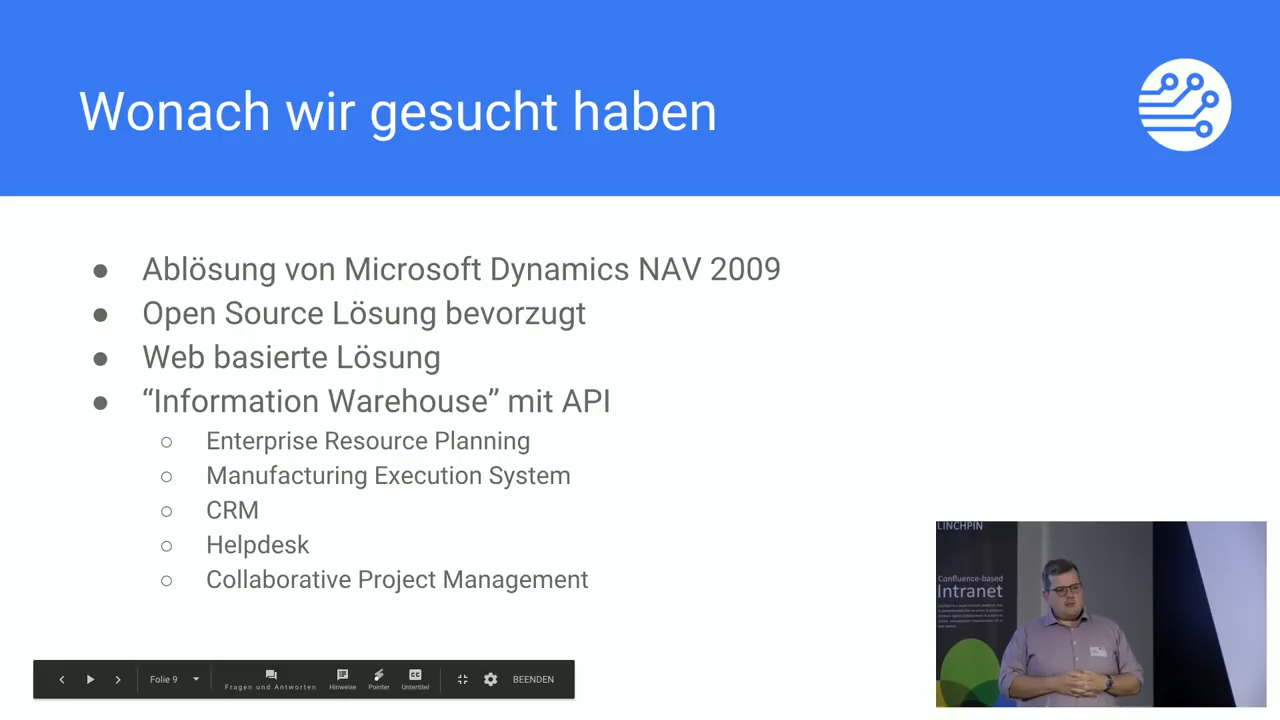 Wonach wir gesucht haben
● Ablösung von Microsoft Dynamics NAV 2009
● Open Source Lösung bevorzugt
● Web basierte Lösung
● “Information Warehouse” mit API
○ Enterprise Resource Planning
○ Manufacturing Execution System
○ CRM
○ Helpdesk
○ Collaborative Project Management
LINCHPIN
Confluence-based
Intranet
Folie 9
Fragen und Antworten
Hinweise
Pointer
CC
Untertitel
BEENDEN